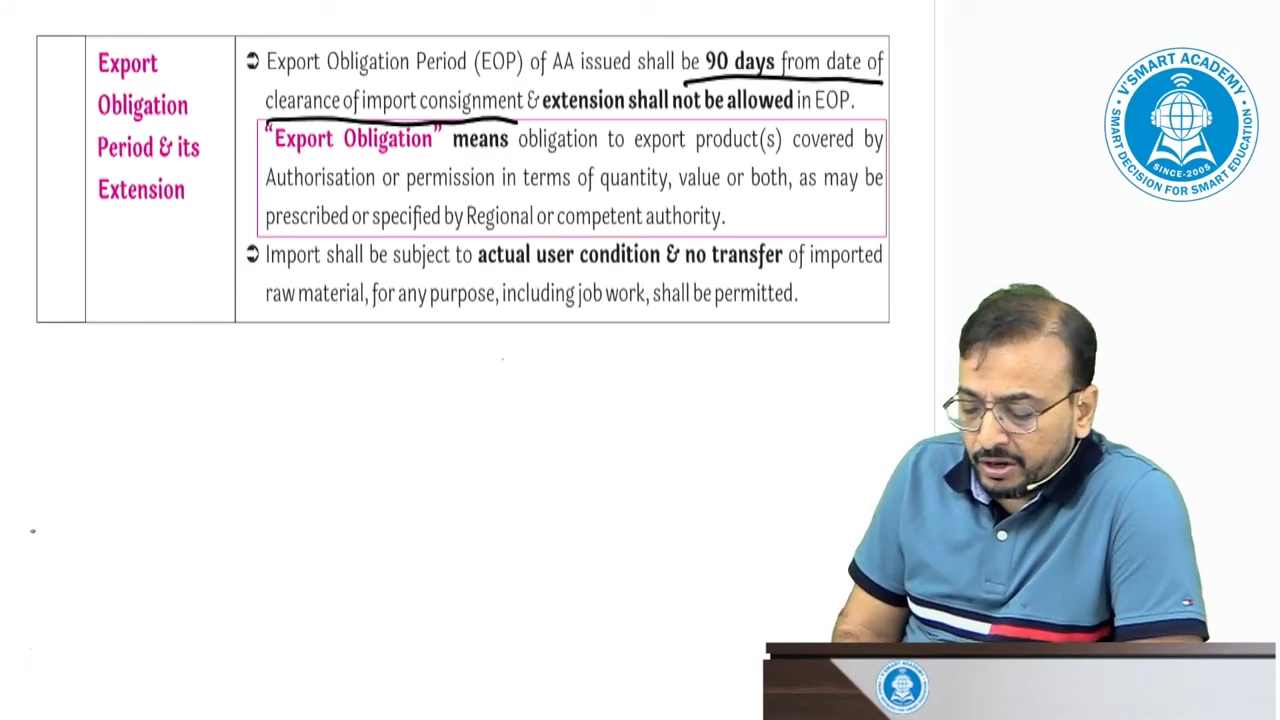 Export
Obligation
Period & its
Extension
➲ Export Obligation Period (EOP) of AA issued shall be 90 days from date of
clearance of import consignment & extension shall not be allowed in EOP.
"Export Obligation" means obligation to export product(s) covered by
Authorisation or permission in terms of quantity, value or both, as may be
prescribed or specified by Regional or competent authority.
➲ Import shall be subject to actual user condition & no transfer of imported
raw material, for any purpose, including job work, shall be permitted.
V'SMART ACADEMY
SINCE-2005
• SMART DECISION FOR SMART EDUCATION •
V'SMART ACADEMY